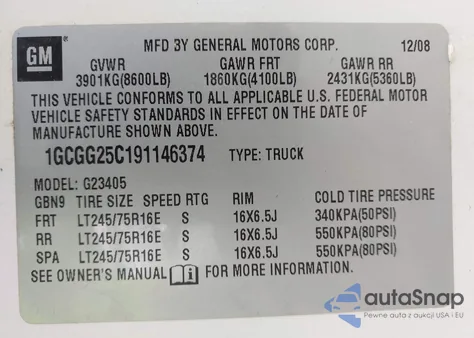 GM
MFD 3Y GENERAL MOTORS CORP. 12/08
GVWR GAWR FRT GAWR RR
3901KG(8600LB) 1860KG(4100LB) 2431KG(5360LB)
THIS VEHICLE CONFORMS TO ALL APPLICABLE U.S. FEDERAL MOTOR
VEHICLE SAFETY STANDARDS IN EFFECT ON THE DATE OF
MANUFACTURE SHOWN ABOVE.
1GCGG25C191146374 TYPE: TRUCK
MODEL: G23405
GBN9 TIRE SIZE SPEED RTG RIM COLD TIRE PRESSURE
FRT LT245/75R16E S 16X6.5J 340KPA(50PSI)
RR LT245/75R16E S 16X6.5J 550KPA(80PSI)
SPA LT245/75R16E S 16X6.5J 550KPA(80PSI)
SEE OWNER'S MANUAL i FOR MORE INFORMATION.
autaSnap
Pewne auta z aukcji USA i EU